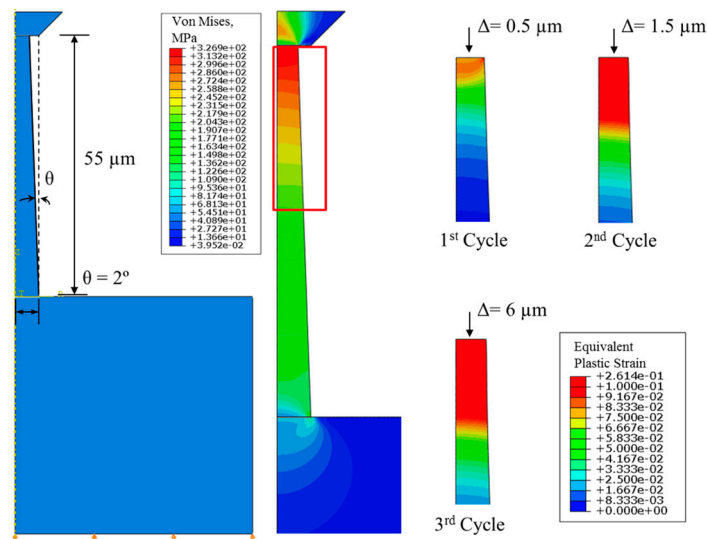 55 µm
θ
θ = 2º
Von Mises,
MPa
+3.269e+02
+3.132e+02
+2.996e+02
+2.860e+02
+2.724e+02
+2.588e+02
+2.452e+02
+2.315e+02
+2.179e+02
+2.043e+02
+1.907e+02
+1.771e+02
+1.634e+02
+1.498e+02
+1.362e+02
+1.226e+02
+1.090e+02
+9.536e+01
+8.174e+01
+6.813e+01
+5.451e+01
+4.089e+01
+2.727e+01
+1.366e+01
+3.952e-02
Δ= 0.5 µm
Δ= 1.5 µm
1st Cycle
2nd Cycle
Δ= 6 µm
3rd Cycle
Equivalent
Plastic Strain
+2.614e-01
+1.000e-01
+9.167e-02
+8.333e-02
+7.500e-02
+6.667e-02
+5.833e-02
+5.000e-02
+4.167e-02
+3.333e-02
+2.500e-02
+1.667e-02
+8.333e-03
+0.000e+00